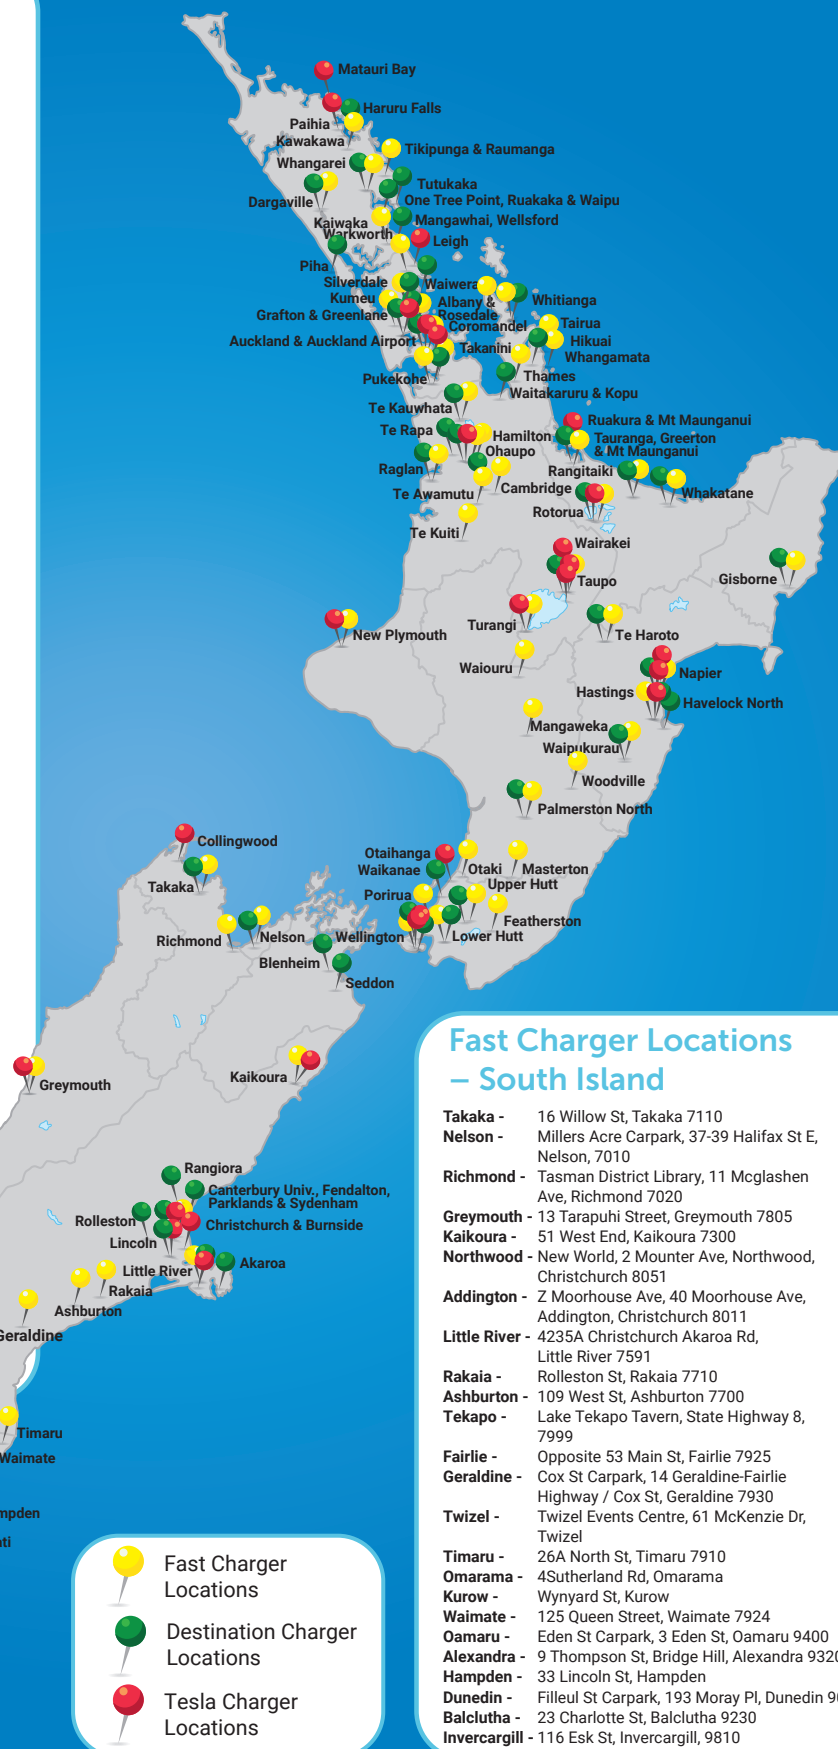 Matauri Bay
Haruru Falls
Paihia
Kawakawa
Tikipunga & Raumanga
Whangarei
Tutukaka
Dargaville
One Tree Point, Ruakaka & Waipu
Kaiwaka
Mangawhai, Wellsford
Warkworth
Leigh
Piha
Silverdale
Waiwera
Kumeu
Albany &
Rosedale
Whitianga
Grafton & Greenlane
Coromandel
Tairua
Auckland & Auckland Airport
Takanini
Hikuai
Whangamata
Pukekohe
Thames
Waitakaruru & Kopu
Te Kauwhata
Ruakura & Mt Maunganui
Te Rapa
Hamilton
Tauranga, Greerton
& Mt Maunganui
Ohaupo
Raglan
Rangitaiki
Te Awamutu
Cambridge
Whakatane
Rotorua
Te Kuiti
Wairakei
Taupo
Gisborne
Turangi
New Plymouth
Te Haroto
Waiouru
Napier
Hastings
Havelock North
Mangaweka
Waipukurau
Woodville
Palmerston North
Collingwood
Otaihanga
Waikanae
Otaki
Masterton
Takaka
Upper Hutt
Porirua
Featherston
Richmond
Nelson
Wellington
Lower Hutt
Blenheim
Seddon
Greymouth
Kaikoura
Rangiora
Canterbury Univ., Fendalton,
Parklands & Sydenham
Rolleston
Christchurch & Burnside
Lincoln
Little River
Akaroa
Rakaia
Ashburton
Geraldine
Timaru
Waimate
mpden
ti
Fast Charger
Locations
Destination Charger
Locations
Tesla Charger
Locations
Fast Charger Locations
– South Island
Takaka - 16 Willow St, Takaka 7110
Nelson - Millers Acre Carpark, 37-39 Halifax St E,
Nelson, 7010
Richmond - Tasman District Library, 11 Mcglashen
Ave, Richmond 7020
Greymouth - 13 Tarapuhi Street, Greymouth 7805
Kaikoura - 51 West End, Kaikoura 7300
Northwood - New World, 2 Mounter Ave, Northwood,
Christchurch 8051
Addington - Z Moorhouse Ave, 40 Moorhouse Ave,
Addington, Christchurch 8011
Little River - 4235A Christchurch Akaroa Rd,
Little River 7591
Rakaia - Rolleston St, Rakaia 7710
Ashburton - 109 West St, Ashburton 7700
Tekapo - Lake Tekapo Tavern, State Highway 8,
7999
Fairlie - Opposite 53 Main St, Fairlie 7925
Geraldine - Cox St Carpark, 14 Geraldine-Fairlie
Highway / Cox St, Geraldine 7930
Twizel - Twizel Events Centre, 61 McKenzie Dr,
Twizel
Timaru - 26A North St, Timaru 7910
Omarama - 4Sutherland Rd, Omarama
Kurow - Wynyard St, Kurow
Waimate - 125 Queen Street, Waimate 7924
Oamaru - Eden St Carpark, 3 Eden St, Oamaru 9400
Alexandra - 9 Thompson St, Bridge Hill, Alexandra 9320
Hampden - 33 Lincoln St, Hampden
Dunedin - Filleul St Carpark, 193 Moray Pl, Dunedin 9
Balclutha - 23 Charlotte St, Balclutha 9230
Invercargill - 116 Esk St, Invercargill, 9810